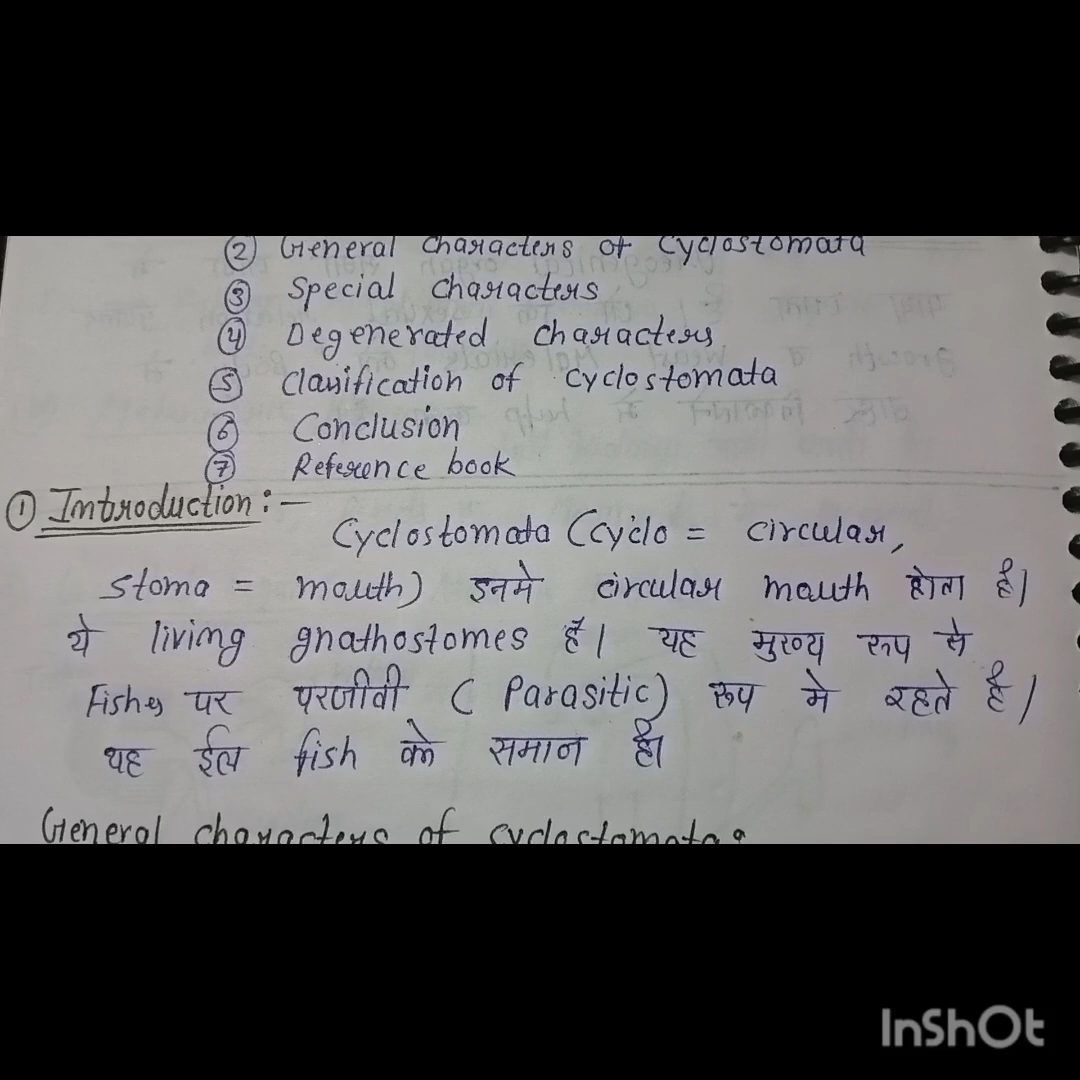 ② General characters of Cyclostomata
③ Special characters
④ Degenerated characters
⑤ Classification of cyclostomata
⑥ Conclusion
⑦ Reference book
① Introduction :-
Cyclostomata (cyclo = circular,
stoma = mouth) इनमे circular mouth होता है।
ये living gnathostomes हैं। यह मुख्य रूप से
Fishes पर परजीवी ( Parasitic) रूप मे रहते है।
यह ईल fish को समान है।
General characters of cyclostomata :
InShOt